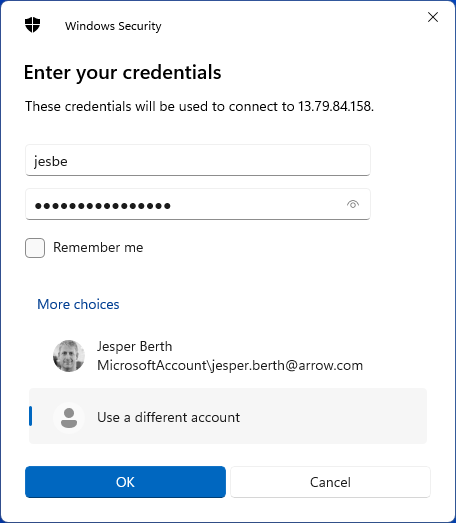 Windows Security
Enter your credentials
These credentials will be used to connect to 13.79.84.158.
jesbe
●●●●●●●●●●●●●●●●
Remember me
More choices
Jesper Berth
MicrosoftAccount\jesper.berth@arrow.com
Use a different account
OK
Cancel